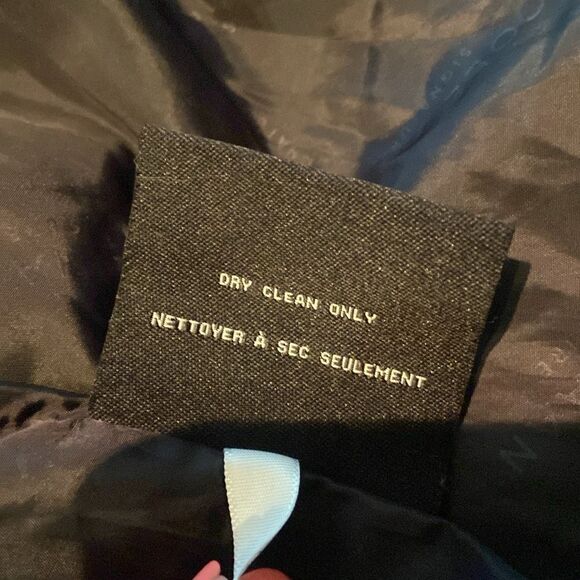 DRY CLEAN ONLY
NETTOYER À SEC SEULEMENT